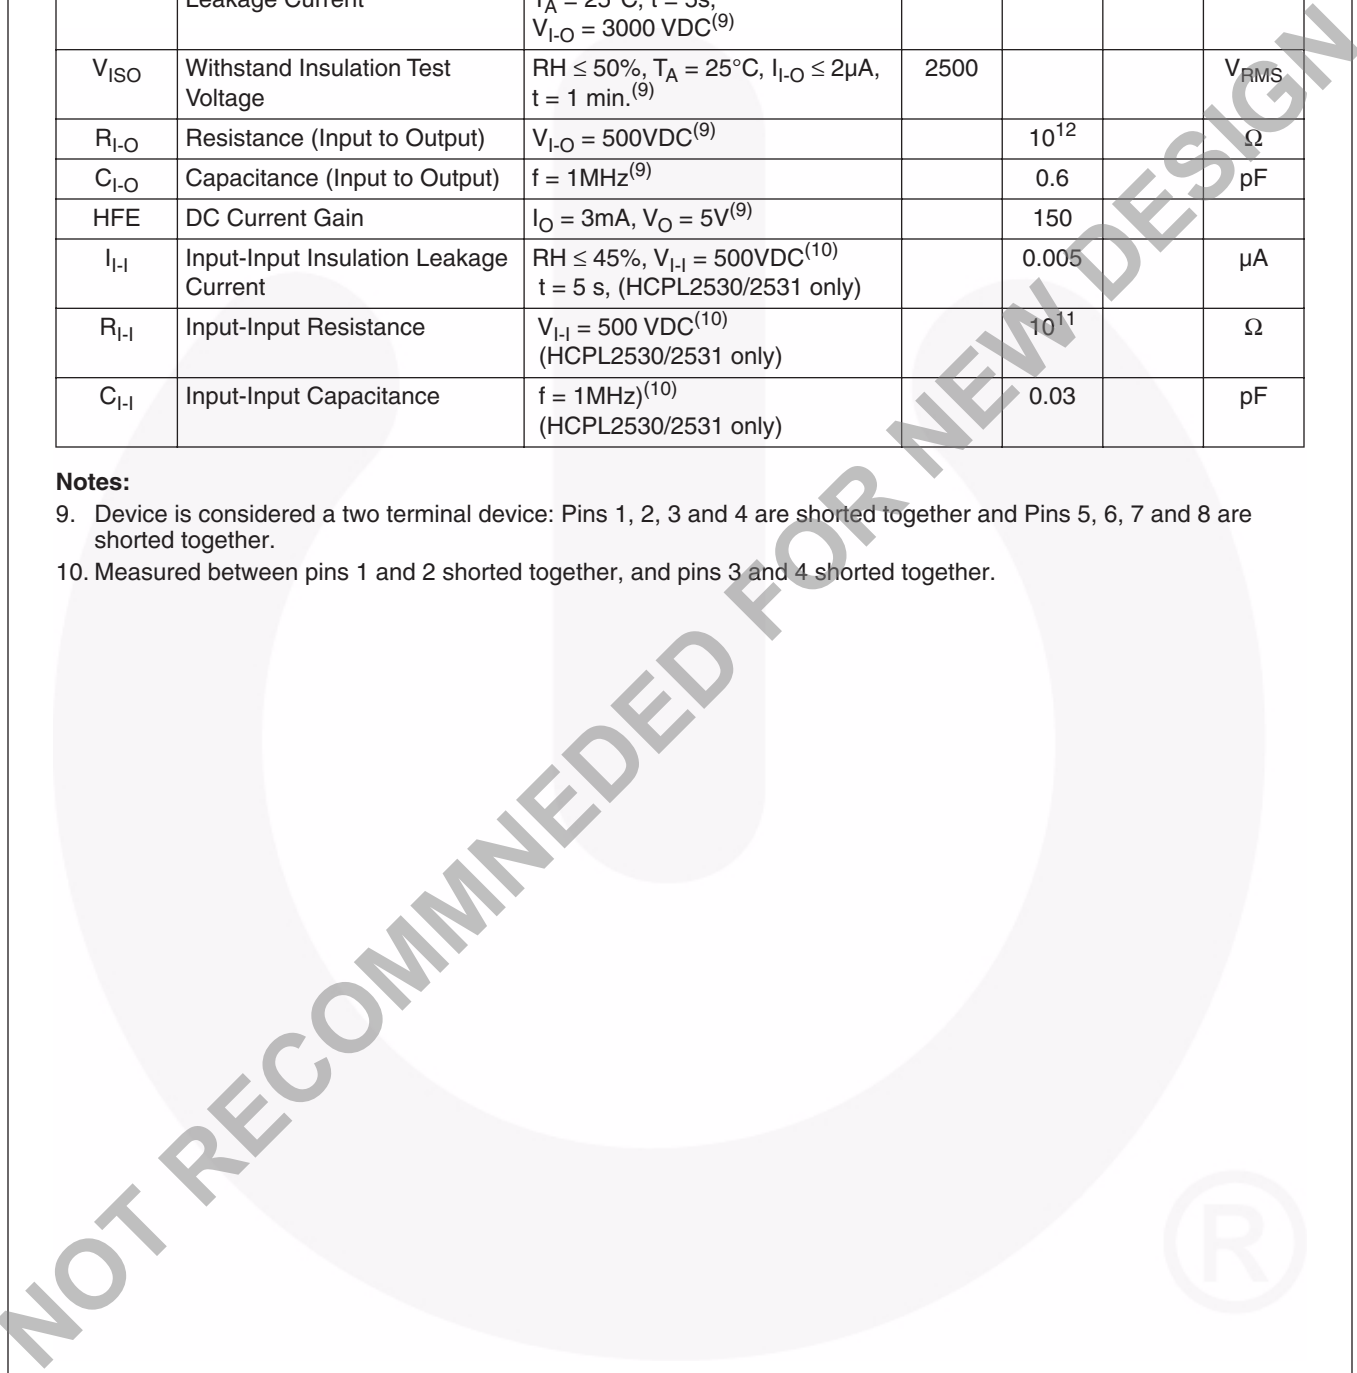 Leakage Current
T_A = 25°C, t = 5s,
V_I-O = 3000 VDC(9)
V_ISO Withstand Insulation Test Voltage RH ≤ 50%, T_A = 25°C, I_I-O ≤ 2µA, t = 1 min.(9) 2500 V_RMS
R_I-O Resistance (Input to Output) V_I-O = 500VDC(9) 10^12 Ω
C_I-O Capacitance (Input to Output) f = 1MHz(9) 0.6 pF
HFE DC Current Gain I_O = 3mA, V_O = 5V(9) 150
I_I-I Input-Input Insulation Leakage Current RH ≤ 45%, V_I-I = 500VDC(10) t = 5 s, (HCPL2530/2531 only) 0.005 µA
R_I-I Input-Input Resistance V_I-I = 500 VDC(10) (HCPL2530/2531 only) 10^11 Ω
C_I-I Input-Input Capacitance f = 1MHz)(10) (HCPL2530/2531 only) 0.03 pF
Notes:
9. Device is considered a two terminal device: Pins 1, 2, 3 and 4 are shorted together and Pins 5, 6, 7 and 8 are
shorted together.
10. Measured between pins 1 and 2 shorted together, and pins 3 and 4 shorted together.
NOT RECOMMNEDED FOR NEW DESIGN
®